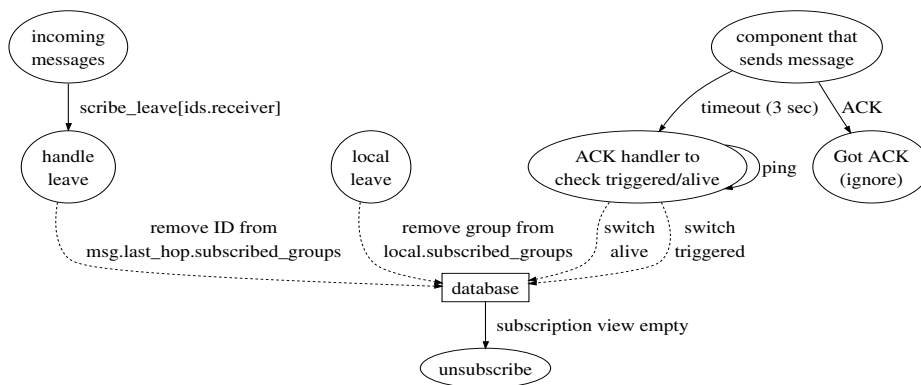 incoming
messages
component that
sends message
scribe_leave[ids.receiver]
timeout (3 sec)
ACK
handle
leave
local
leave
ACK handler to
check triggered/alive
ping
Got ACK
(ignore)
remove ID from
msg.last_hop.subscribed_groups
remove group from
local.subscribed_groups
switch
alive
switch
triggered
database
subscription view empty
unsubscribe